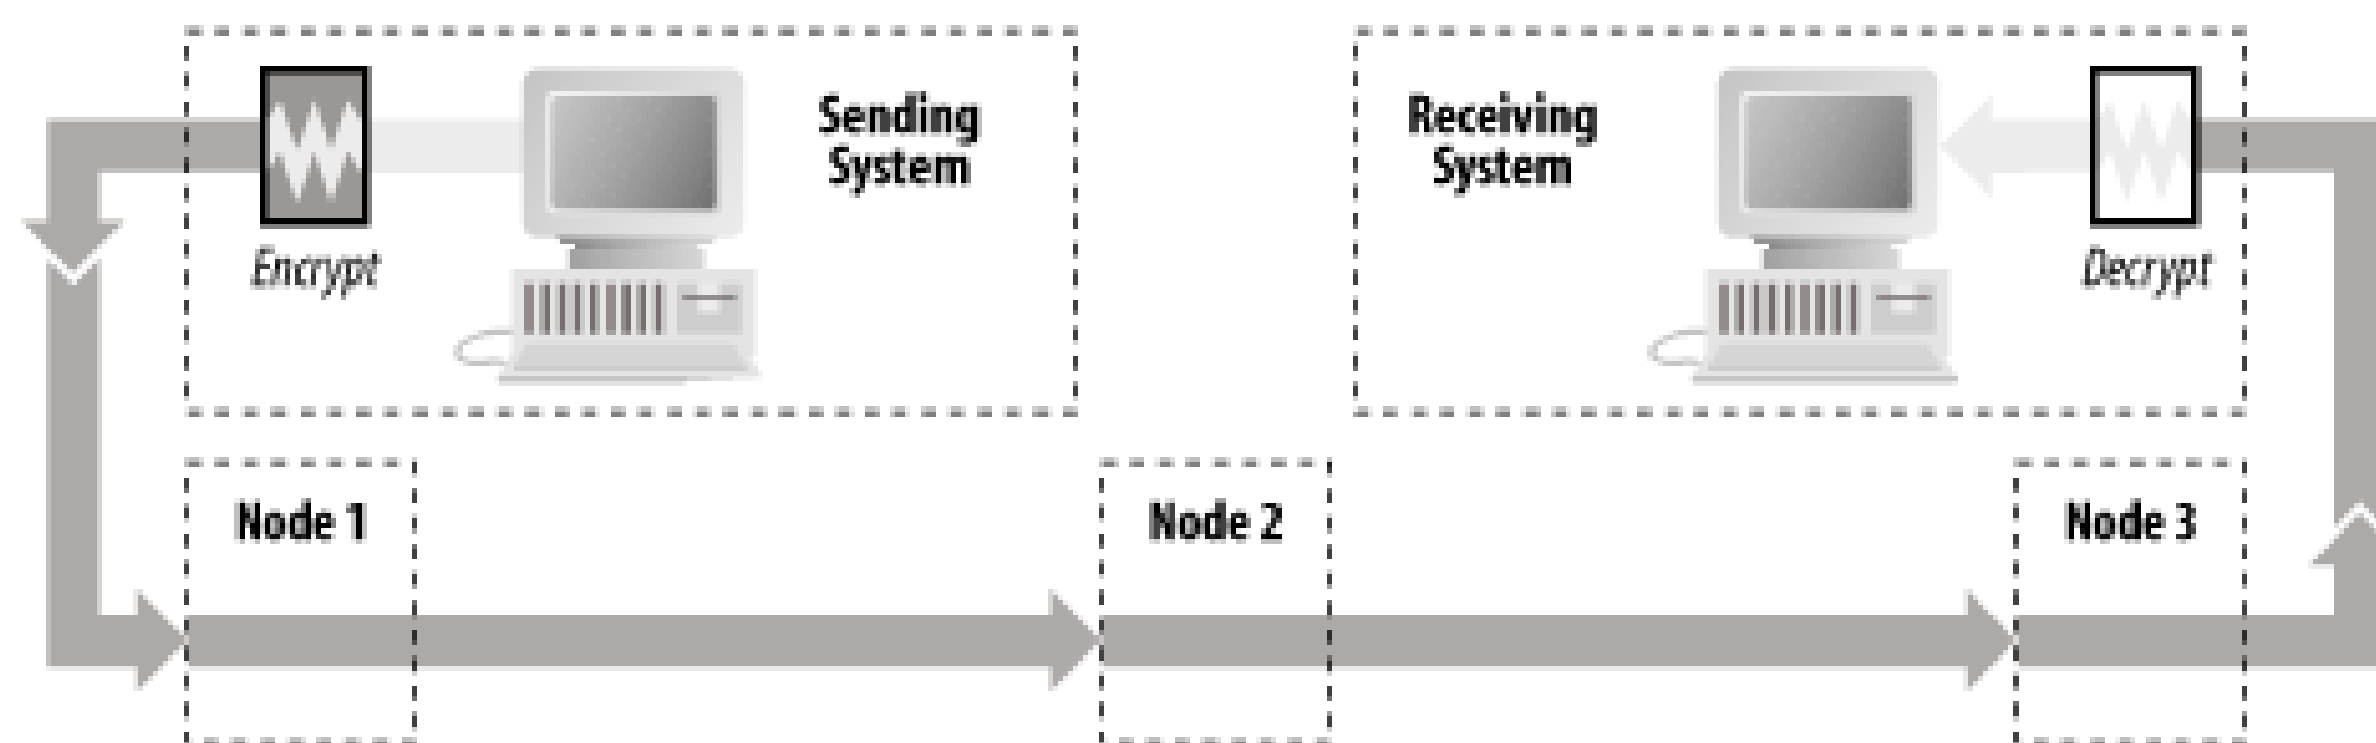 Sending
System
Encrypt
Receiving
System
Decrypt
Node 1
Node 2
Node 3